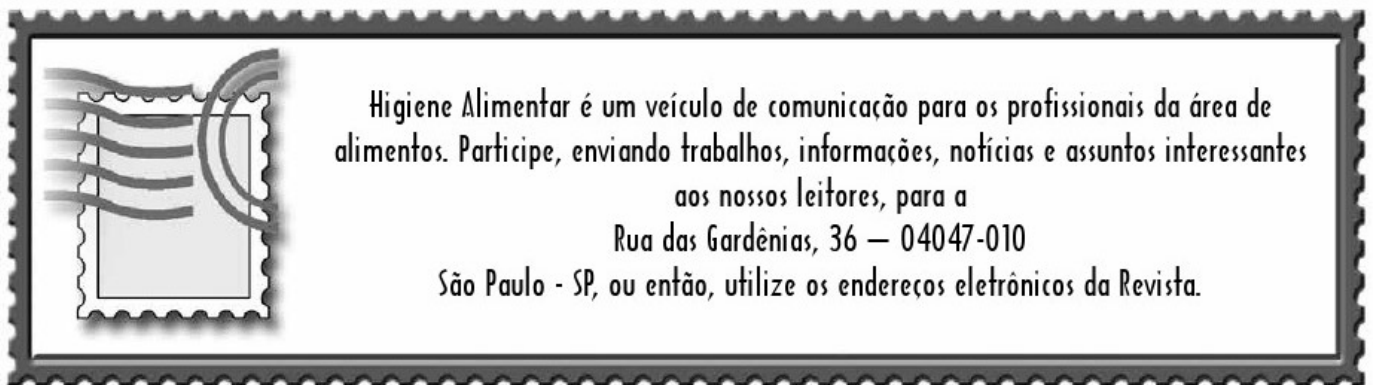 Higiene Alimentar é um veículo de comunicação para os profissionais da área de
alimentos. Participe, enviando trabalhos, informações, notícias e assuntos interessantes
aos nossos leitores, para a
Rua das Gardênias, 36 – 04047-010
São Paulo - SP, ou então, utilize os endereços eletrônicos da Revista.